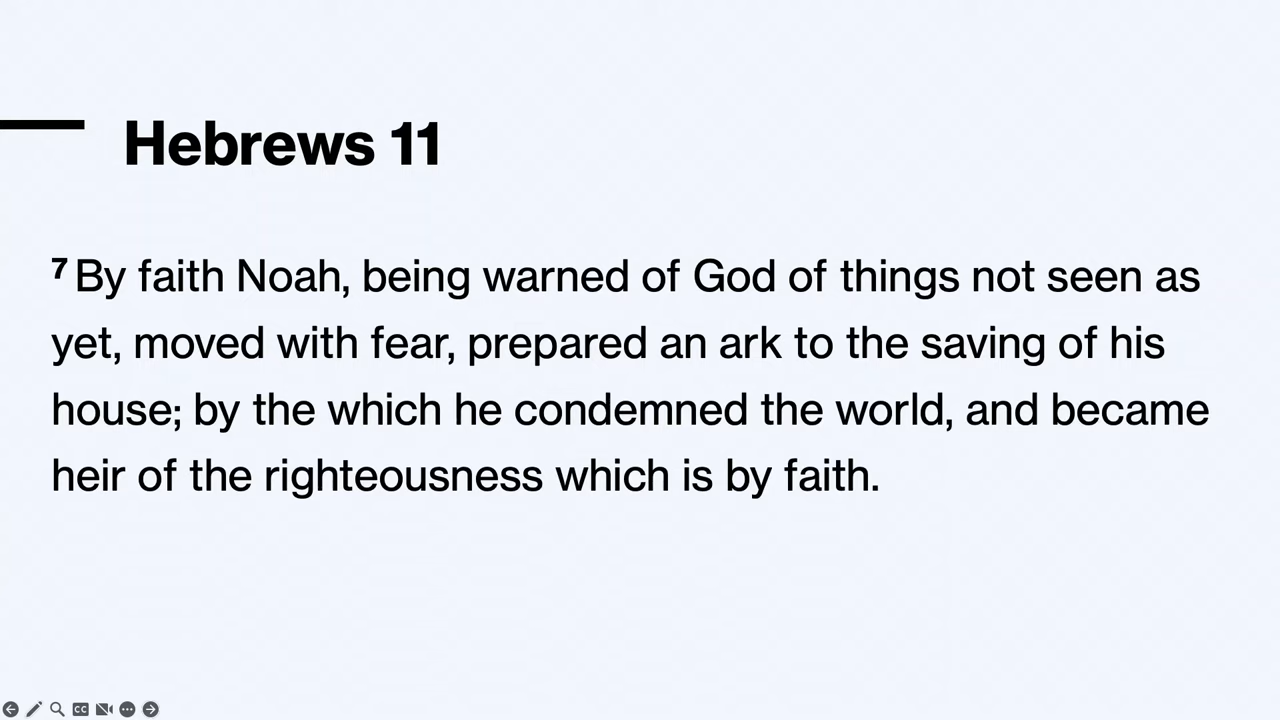 Hebrews 11
7 By faith Noah, being warned of God of things not seen as
yet, moved with fear, prepared an ark to the saving of his
house; by the which he condemned the world, and became
heir of the righteousness which is by faith.
CC